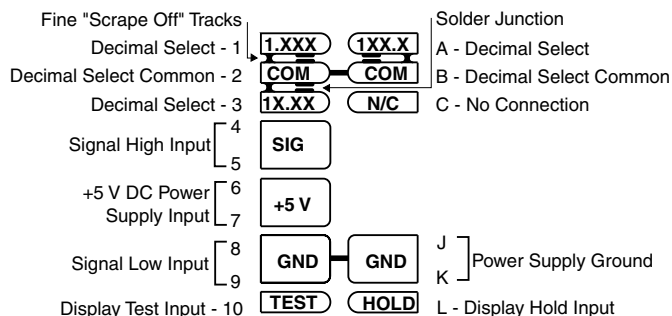 Fine "Scrape Off" Tracks
Solder Junction
Decimal Select - 1 1.XXX 1XX.X A - Decimal Select
Decimal Select Common - 2 COM COM B - Decimal Select Common
Decimal Select - 3 1X.XX N/C C - No Connection
4
Signal High Input SIG
5
6
+5 V DC Power
Supply Input +5 V
7
8 J
Signal Low Input GND GND Power Supply Ground
9 K
Display Test Input - 10 TEST HOLD L - Display Hold Input